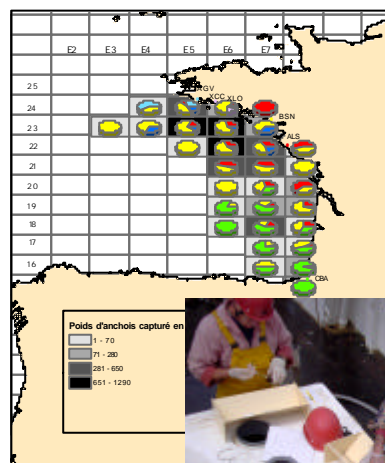 E2 E3 E4 E5 E6 E7
25
XGV
XCC XLO
24
BSN
23
ALS
22
21
20
19
18
17
16
CBA
Poids d'anchois capturé en
1 - 70
71 - 280
281 - 650
651 - 1290